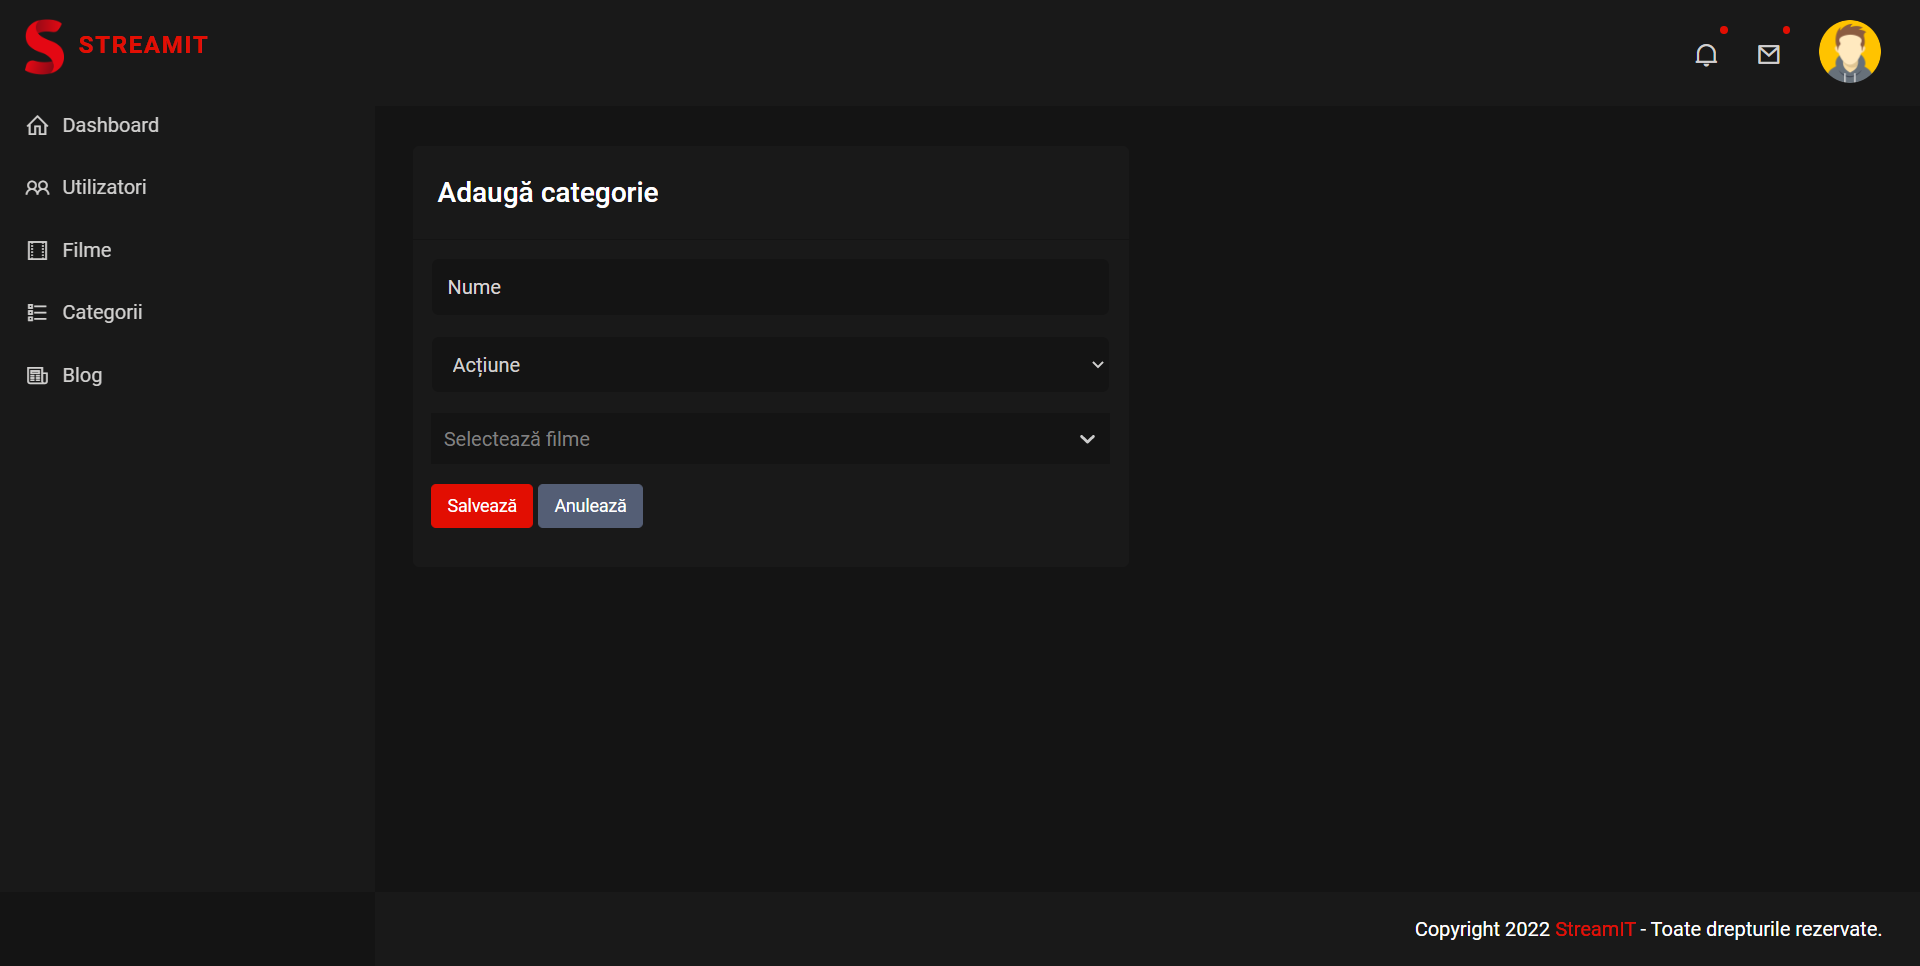 STREAMIT
Dashboard
Utilizatori
Filme
Categorii
Blog
Adaugă categorie
Nume
Acțiune
Selectează filme
Salvează Anulează
Copyright 2022 StreamIT - Toate drepturile rezervate.